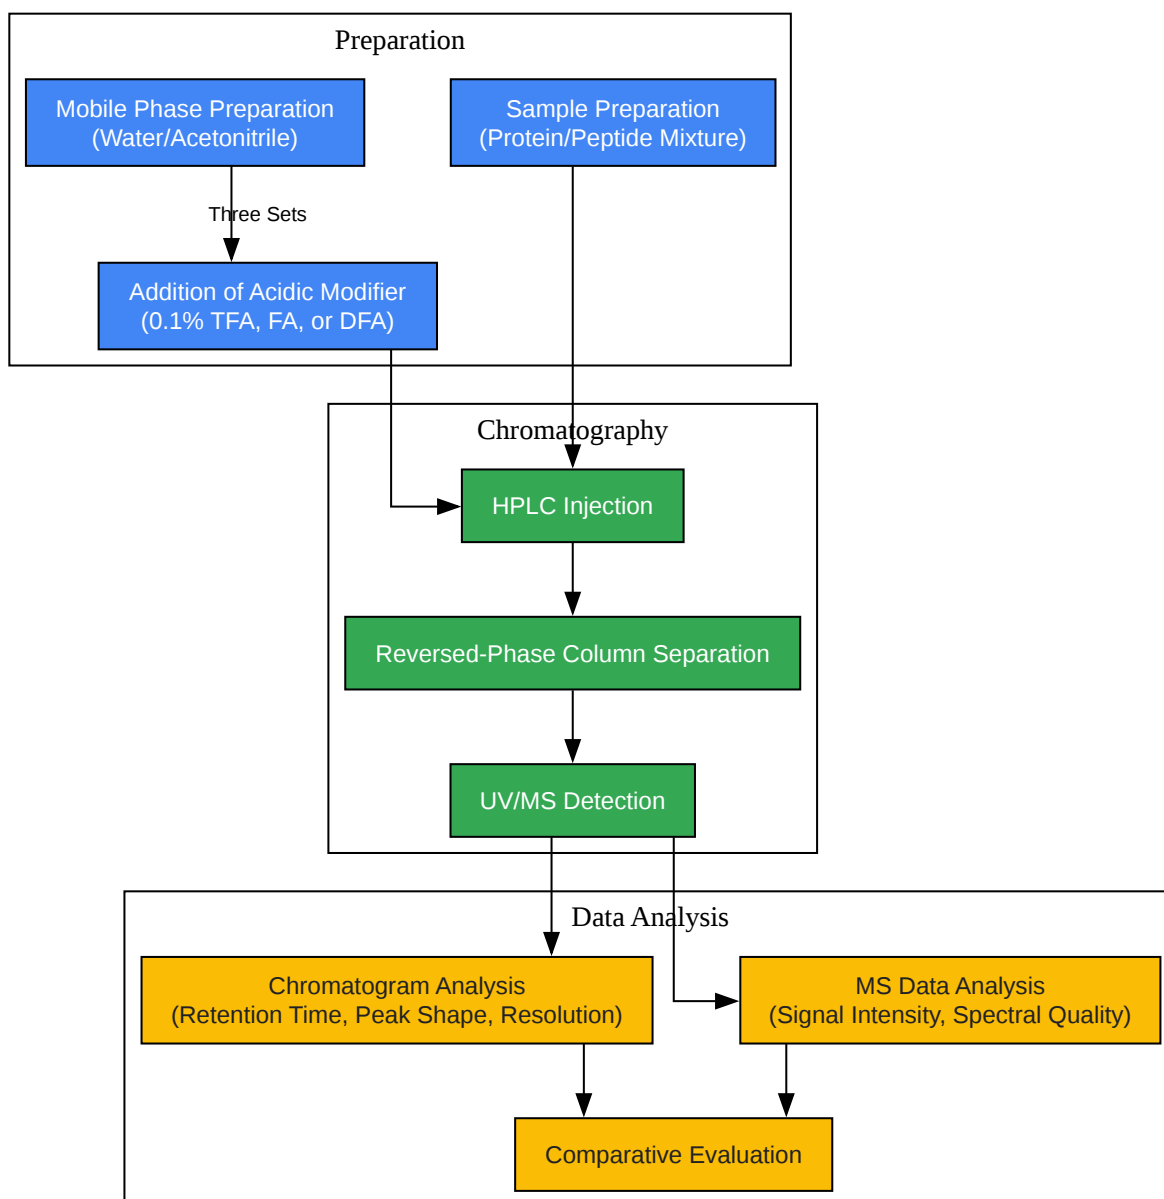 Preparation
Mobile Phase Preparation
(Water/Acetonitrile)
Sample Preparation
(Protein/Peptide Mixture)
Three Sets
Addition of Acidic Modifier
(0.1% TFA, FA, or DFA)
Chromatography
HPLC Injection
Reversed-Phase Column Separation
UV/MS Detection
Data Analysis
Chromatogram Analysis
(Retention Time, Peak Shape, Resolution)
MS Data Analysis
(Signal Intensity, Spectral Quality)
Comparative Evaluation